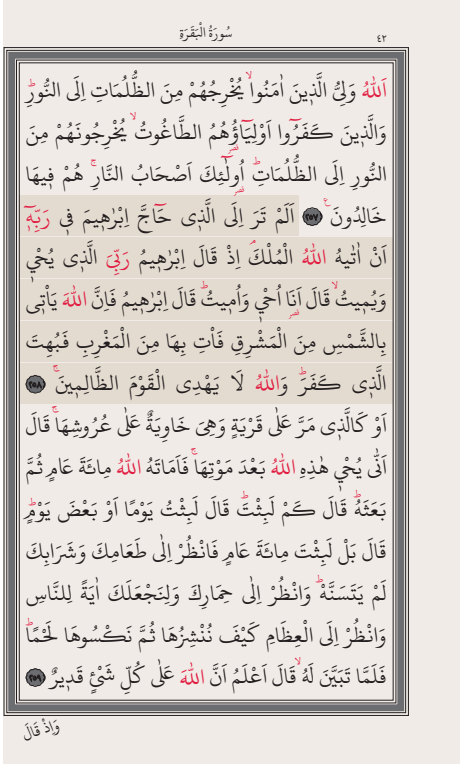 سُورَةُ الْبَقَرَةِ
٤٢
اَللّٰهُ وَلِيُّ الَّذ۪ينَ اٰمَنُواۙ يُخْرِجُهُمْ مِنَ الظُّلُمَاتِ اِلَى النُّورِۜ
وَالَّذ۪ينَ كَفَرُٓوا اَوْلِيَٓاؤُ۬هُمُ الطَّاغُوتُۙ يُخْرِجُونَهُمْ مِنَ
النُّورِ اِلَى الظُّلُمَاتِۜ اُو۬لٰٓئِكَ اَصْحَابُ النَّارِۚ هُمْ ف۪يهَا
خَالِدُونَ۟ ٢٥٧ اَلَمْ تَرَ اِلَى الَّذ۪ي حَٓاجَّ اِبْرٰه۪يمَ ف۪ي رَبِّه۪ٓ
اَنْ اٰتٰيهُ اللّٰهُ الْمُلْكَۢ اِذْ قَالَ اِبْرٰه۪يمُ رَبِّيَ الَّذ۪ي يُحْي۪
وَيُم۪يتُۙ قَالَ اَنَا۬ اُحْي۪ وَاُم۪يتُۜ قَالَ اِبْرٰه۪يمُ فَاِنَّ اللّٰهَ يَأْت۪ي
بِالشَّمْسِ مِنَ الْمَشْرِقِ فَأْتِ بِهَا مِنَ الْمَغْرِبِ فَبُهِتَ
الَّذ۪ي كَفَرَۜ وَاللّٰهُ لَا يَهْدِي الْقَوْمَ الظَّالِم۪ينَۚ ٢٥٨
اَوْ كَالَّذ۪ي مَرَّ عَلٰى قَرْيَةٍ وَهِيَ خَاوِيَةٌ عَلٰى عُرُوشِهَاۚ قَالَ
اَنّٰى يُحْي۪ هٰذِهِ اللّٰهُ بَعْدَ مَوْتِهَاۚ فَاَمَاتَهُ اللّٰهُ مِائَةَ عَامٍ ثُمَّ
بَعَثَهُۜ قَالَ كَمْ لَبِثْتَۜ قَالَ لَبِثْتُ يَوْمًا اَوْ بَعْضَ يَوْمٍۜ
قَالَ بَلْ لَبِثْتَ مِائَةَ عَامٍ فَانْظُرْ اِلٰى طَعَامِكَ وَشَرَابِكَ
لَمْ يَتَسَنَّهْۚ وَانْظُرْ اِلٰى حِمَارِكَ وَلِنَجْعَلَكَ اٰيَةً لِلنَّاسِ
وَانْظُرْ اِلَى الْعِظَامِ كَيْفَ نُنْشِزُهَا ثُمَّ نَكْسُوهَا لَحْمًاۜ
فَلَمَّا تَبَيَّنَ لَهُۙ قَالَ اَعْلَمُ اَنَّ اللّٰهَ عَلٰى كُلِّ شَيْءٍ قَد۪يرٌ ٢٥٩
وَاِذْ قَالَ